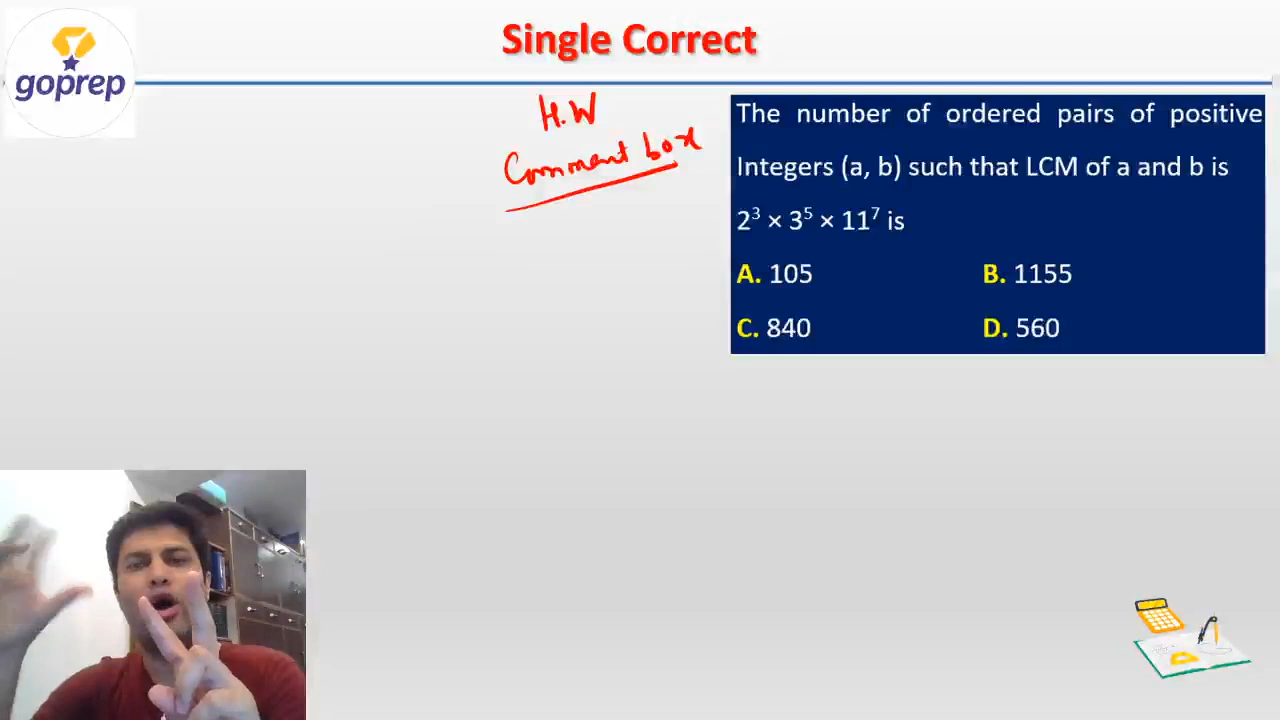 Single Correct
goprep
H.W
Comment box
The number of ordered pairs of positive
Integers (a, b) such that LCM of a and b is
2³ × 3⁵ × 11⁷ is
A. 105 B. 1155
C. 840 D. 560